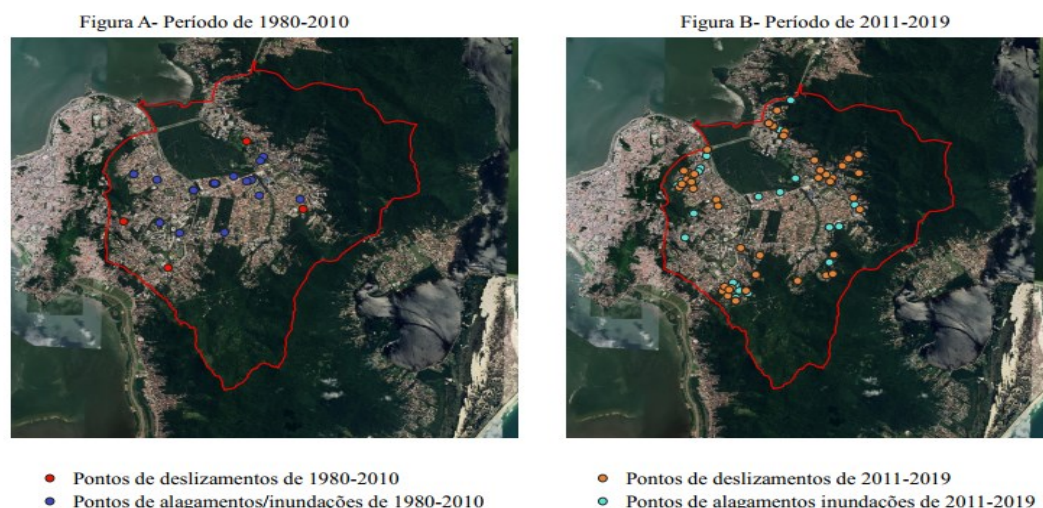 Figura A- Período de 1980-2010
Figura B- Período de 2011-2019
Pontos de deslizamentos de 1980-2010
Pontos de alagamentos/inundações de 1980-2010
Pontos de deslizamentos de 2011-2019
Pontos de alagamentos inundações de 2011-2019